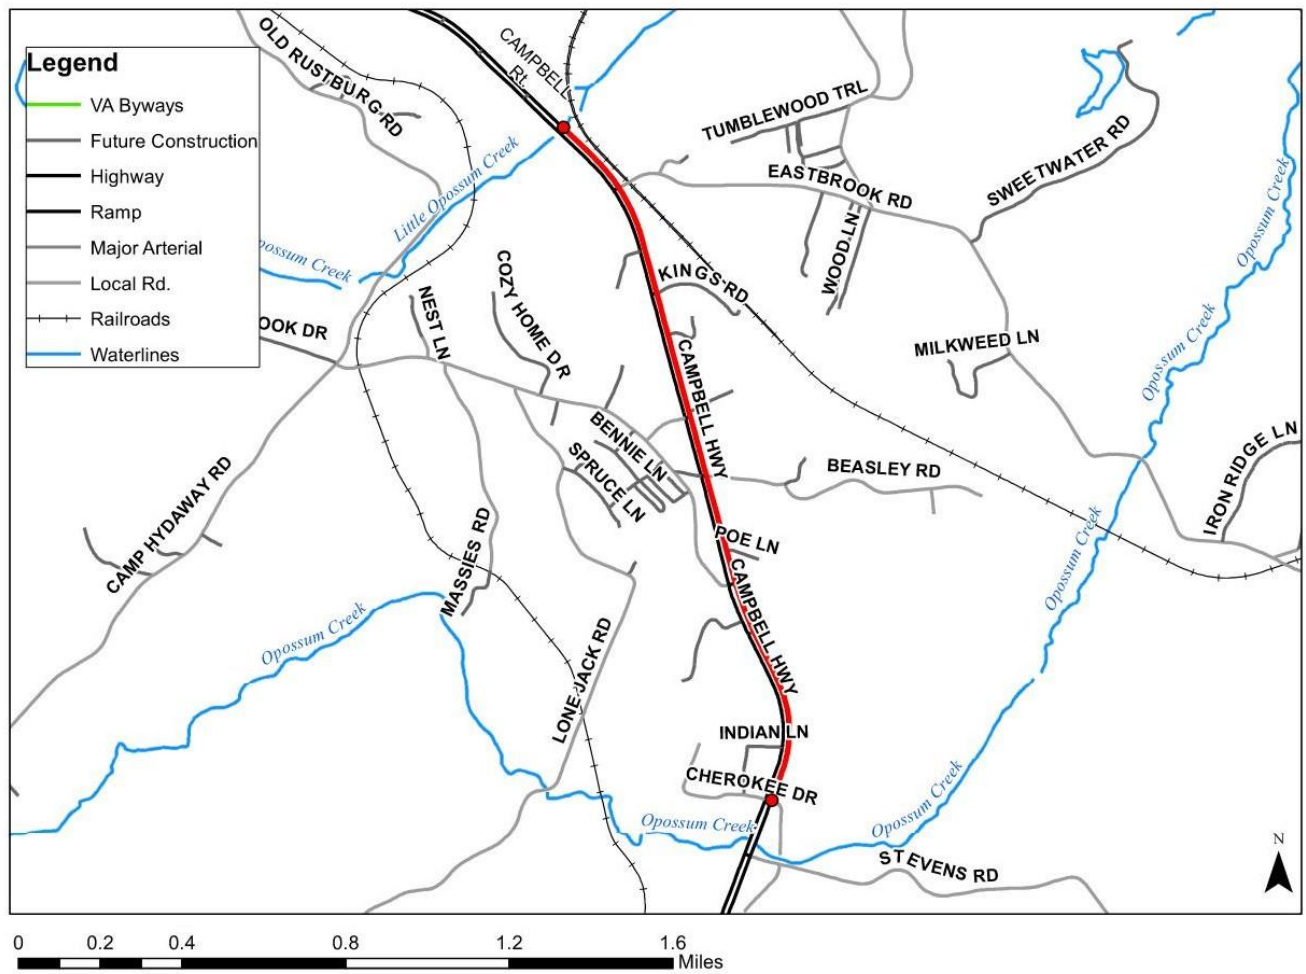 Legend
VA Byways
Future Construction
Highway
Ramp
Major Arterial
Local Rd.
Railroads
Waterlines
OLD RUSTBURG RD
CAMPBELL
Rt.
TUMBLEWOOD TRL
EASTBROOK RD
SWEETWATER RD
Opossum Creek
Little Opossum Creek
possum Creek
WOOD LN
KINGS RD
COZY HOME DR
NEST LN
OOK DR
MILKWEED LN
Opossum Creek
CAMPBELL HWY
BENNIE LN
SPRUCE LN
BEASLEY RD
IRON RIDGE LN
CAMP HYDAWAY RD
MASSIES RD
POE LN
Opossum Creek
CAMPBELL HWY
Opossum Creek
LONE JACK RD
INDIAN LN
CHEROKEE DR
Opossum Creek
Opossum Creek
STEVENS RD
N
0 0.2 0.4 0.8 1.2 1.6
Miles